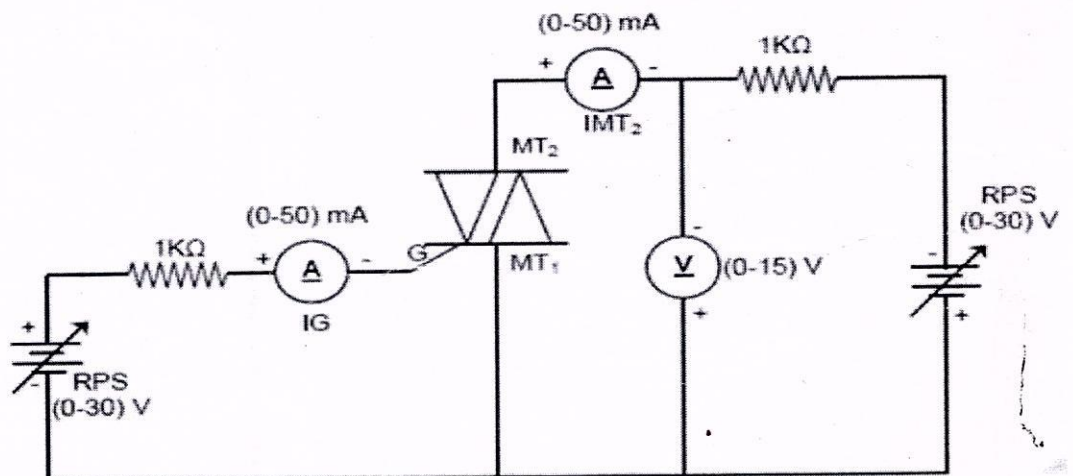 (0-50) mA
1KΩ
+ A -
IMT₂
MT₂
(0-50) mA
1KΩ
+ A -
IG
G
MT₁
-
V (0-15) V
+
RPS
(0-30) V
-
+
+
-
RPS
(0-30) V